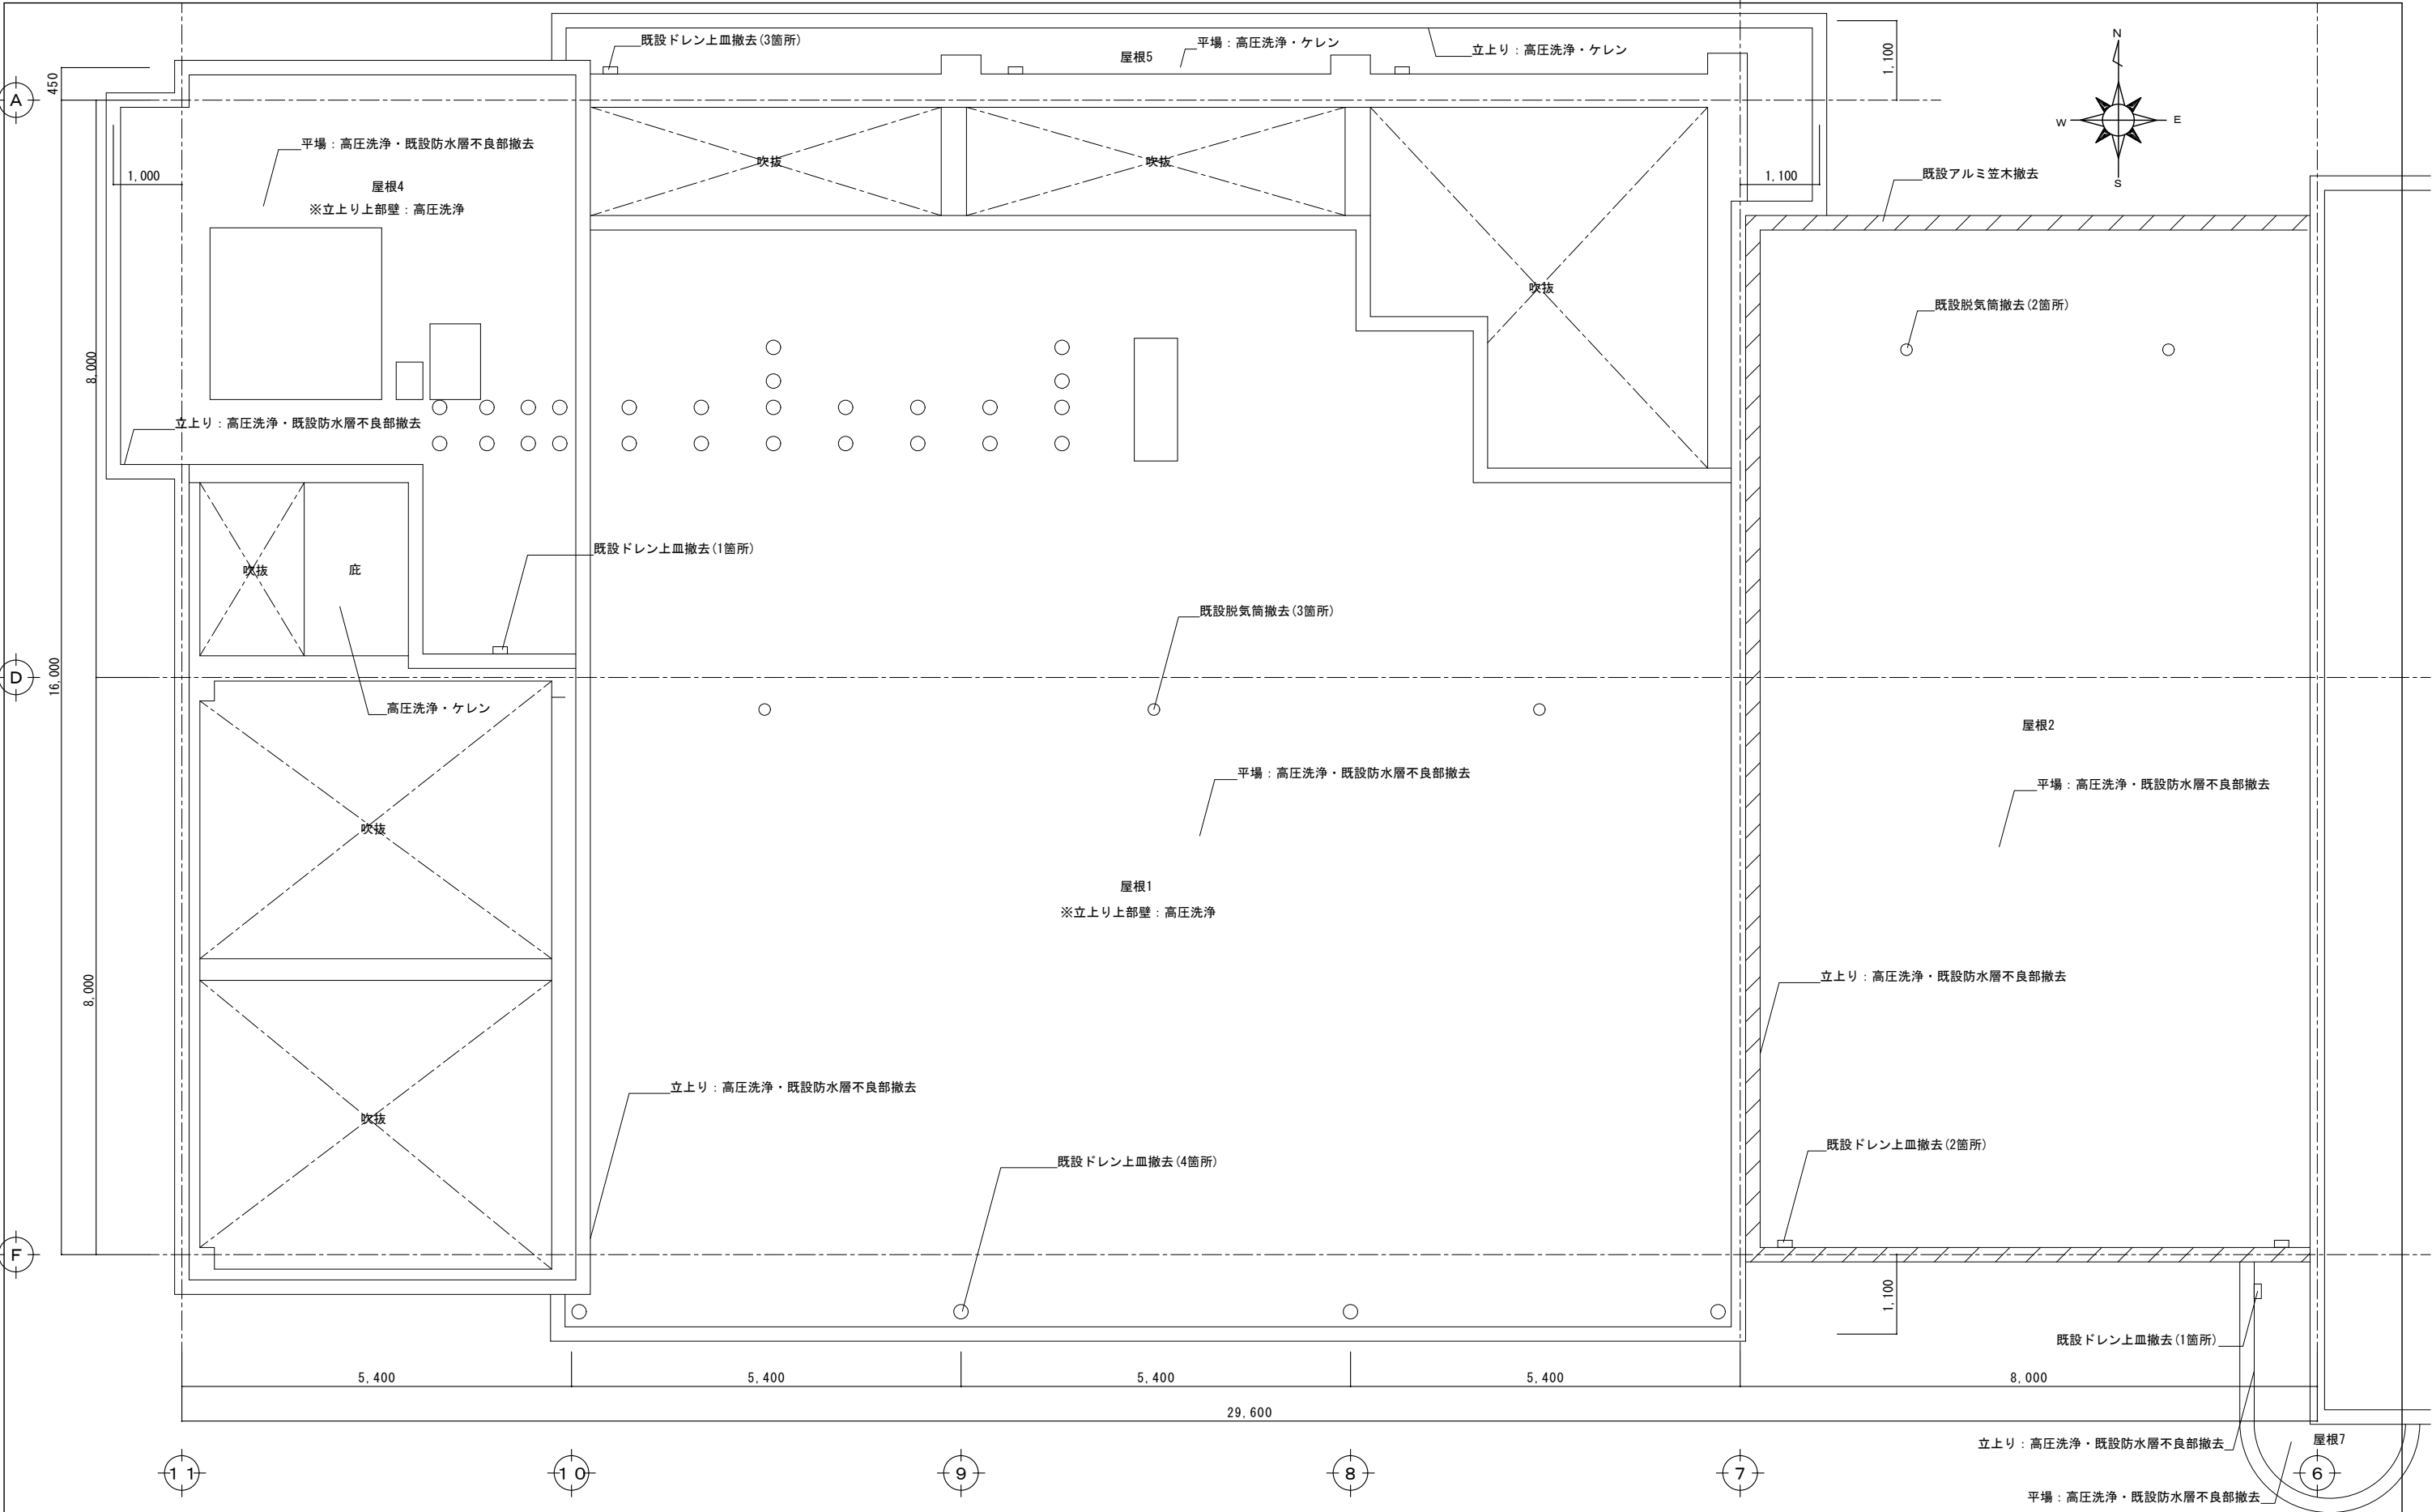 既設ドレン上皿撤去(3箇所)
平場：高圧洗浄・ケレン
立上り：高圧洗浄・ケレン
屋根5
1,100
N
W
E
S
450
A
平場：高圧洗浄・既設防水層不良部撤去
1,000
屋根4
※立上り上部壁：高圧洗浄
吹抜
吹抜
吹抜
1,100
既設アルミ笠木撤去
既設脱気筒撤去(2箇所)
8,000
立上り：高圧洗浄・既設防水層不良部撤去
吹抜
庇
既設ドレン上皿撤去(1箇所)
既設脱気筒撤去(3箇所)
16,000
D
高圧洗浄・ケレン
屋根2
平場：高圧洗浄・既設防水層不良部撤去
平場：高圧洗浄・既設防水層不良部撤去
吹抜
屋根1
※立上り上部壁：高圧洗浄
8,000
立上り：高圧洗浄・既設防水層不良部撤去
立上り：高圧洗浄・既設防水層不良部撤去
吹抜
既設ドレン上皿撤去(4箇所)
既設ドレン上皿撤去(2箇所)
F
1,100
既設ドレン上皿撤去(1箇所)
5,400
5,400
5,400
5,400
8,000
29,600
立上り：高圧洗浄・既設防水層不良部撤去
屋根7
11
10
9
8
7
6
平場：高圧洗浄・既設防水層不良部撤去